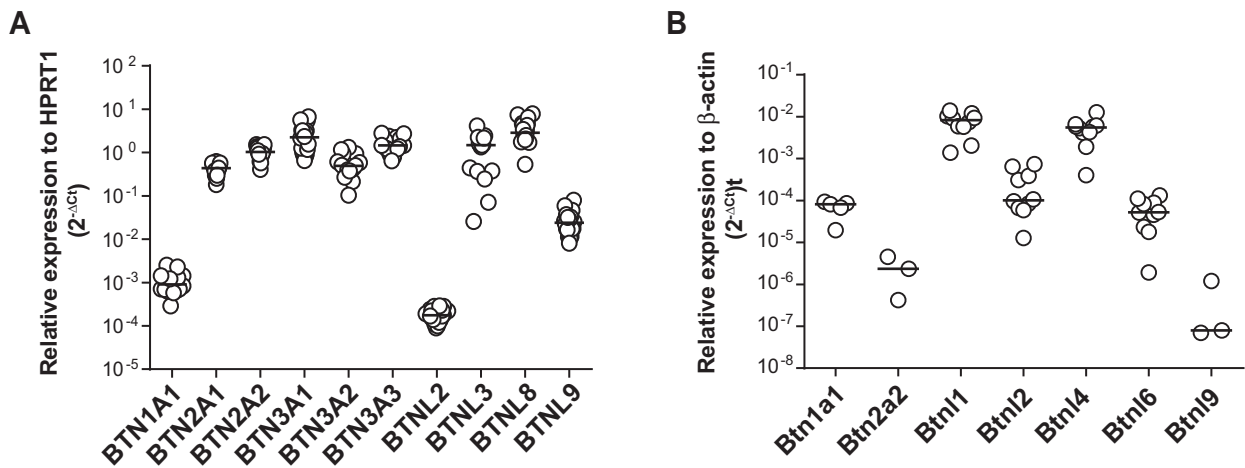 A
Relative expression to HPRT1
(2-ΔCt)
10 2
10 1
10 0
10-1
10-2
10-3
10-4
10-5
BTN1A1
BTN2A1
BTN2A2
BTN3A1
BTN3A2
BTN3A3
BTNL2
BTNL3
BTNL8
BTNL9
B
Relative expression to β-actin
(2-ΔCt)t
10-1
10-2
10-3
10-4
10-5
10-6
10-7
10-8
Btn1a1
Btn2a2
Btnl1
Btnl2
Btnl4
Btnl6
Btnl9